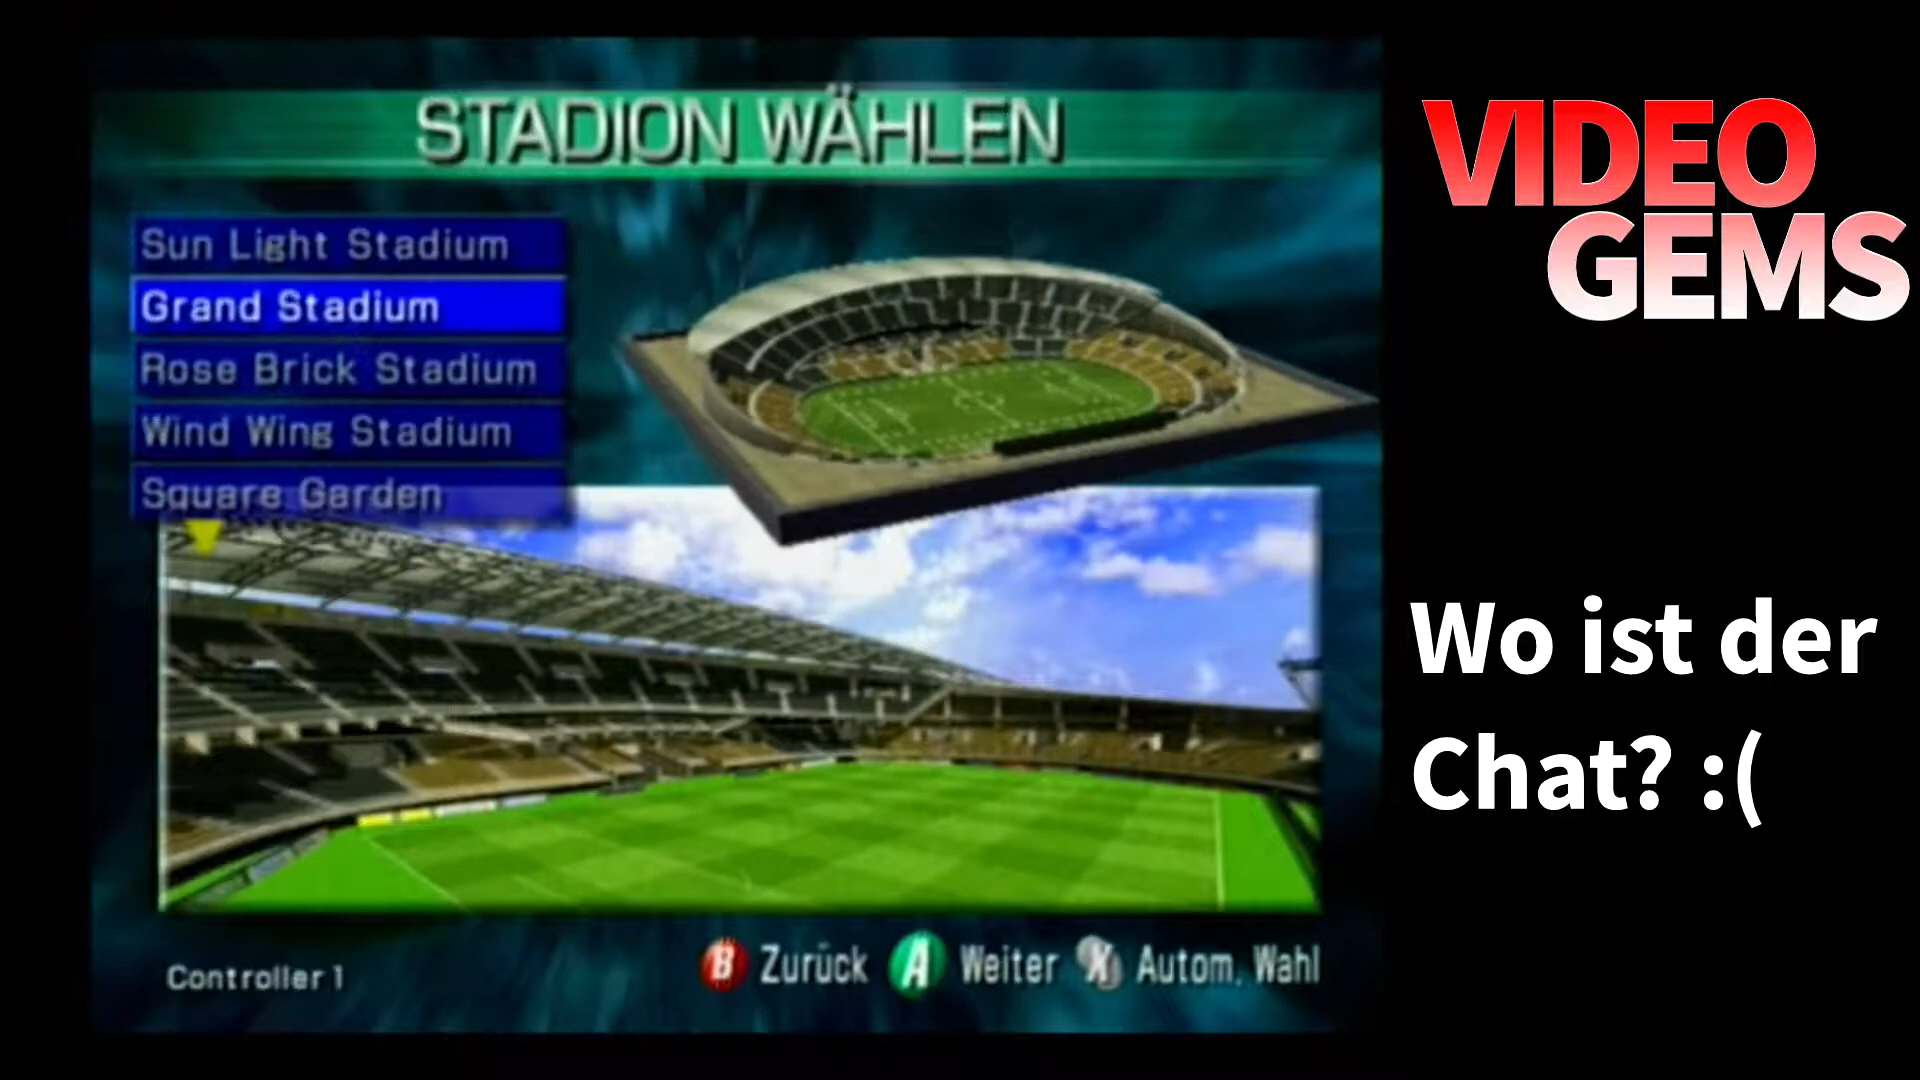 STADION WÄHLEN
Sun Light Stadium
Grand Stadium
Rose Brick Stadium
Wind Wing Stadium
Square Garden
Controller 1
B Zurück A Weiter X Autom. Wahl
VIDEO
GEMS
Wo ist der
Chat? :(